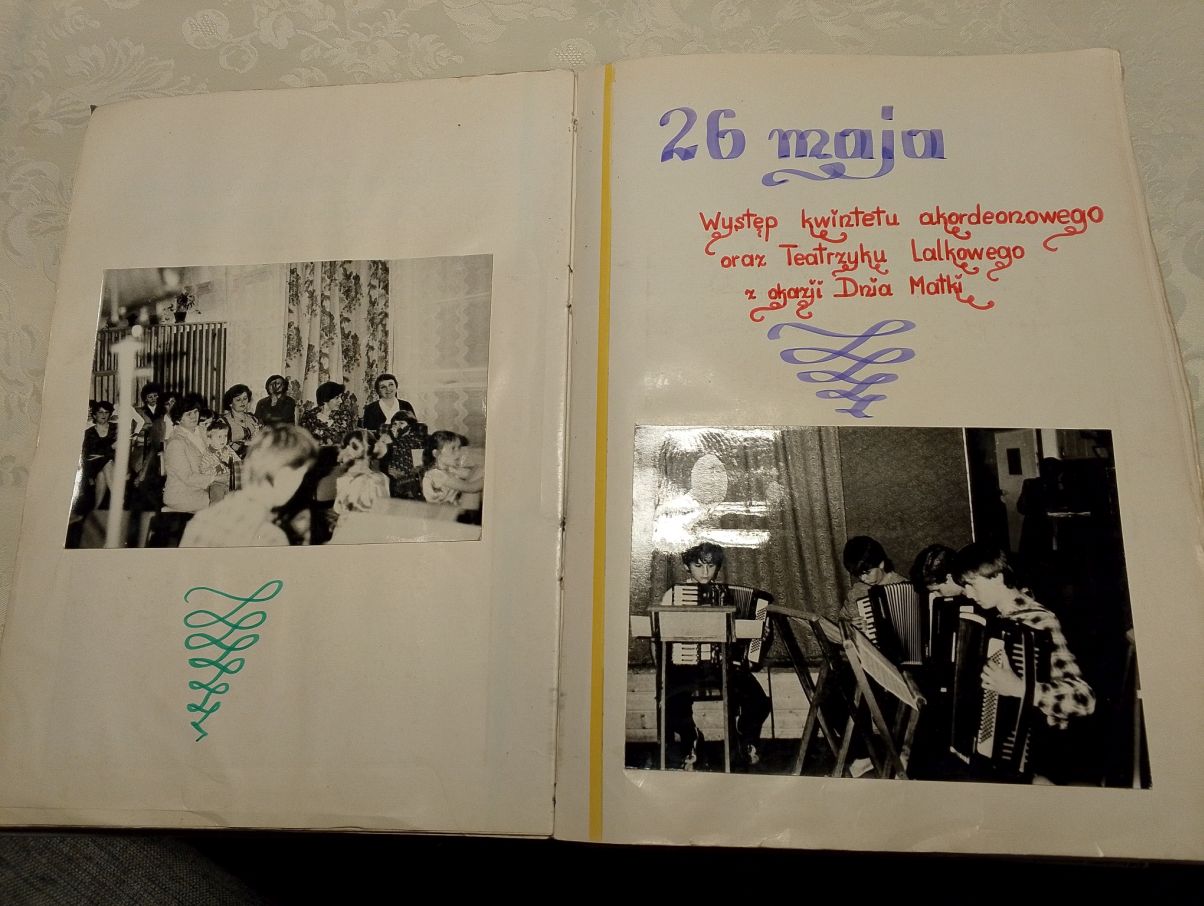 26 maja
Występ kwintetu akordeonowego
oraz Teatrzyku Lalkowego
z okazji Dnia Matki